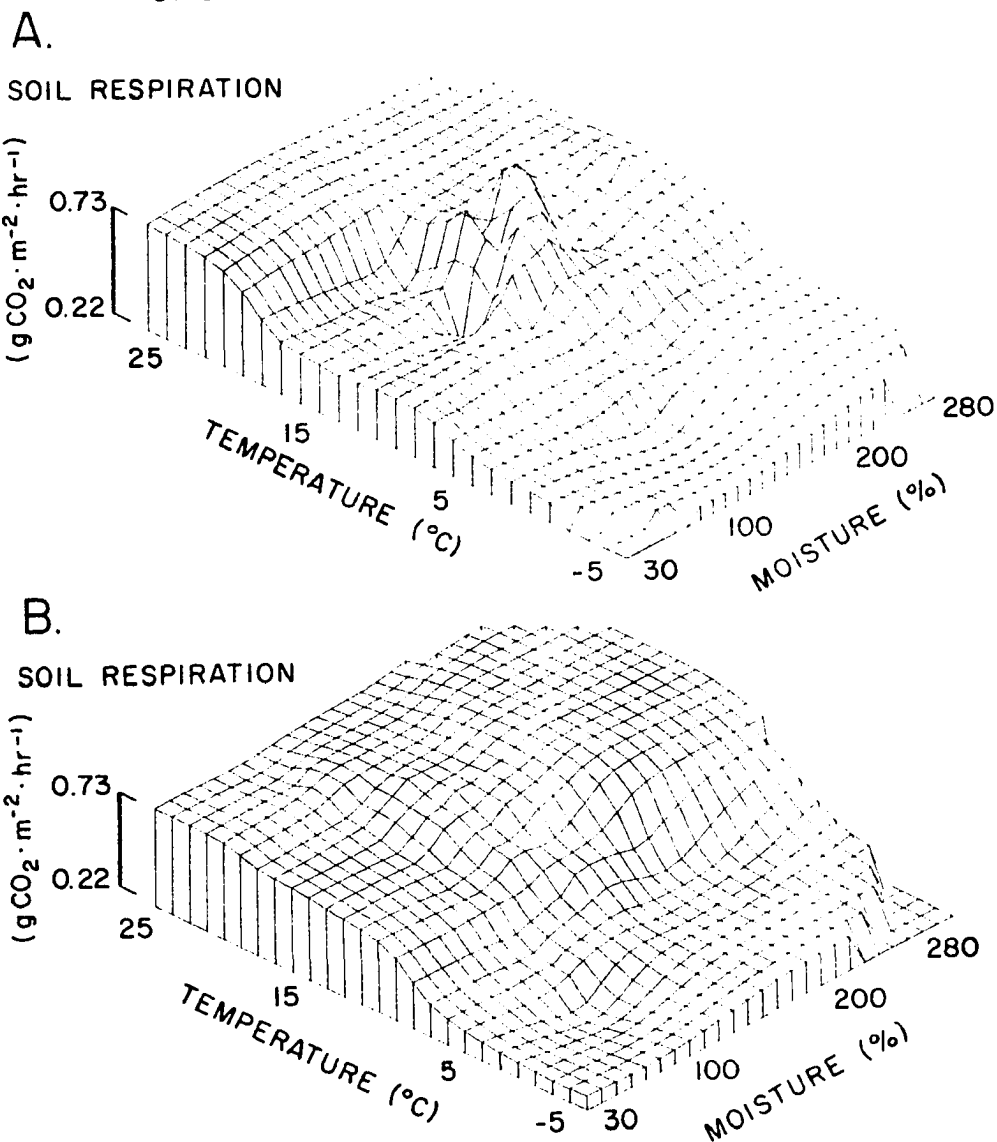 A.
SOIL RESPIRATION
(g CO₂ · m⁻² · hr⁻¹)
0.73
0.22
25
15
5
-5
TEMPERATURE (°C)
30
100
200
280
MOISTURE (%)
B.
SOIL RESPIRATION
(g CO₂ · m⁻² · hr⁻¹)
0.73
0.22
25
15
5
-5
TEMPERATURE (°C)
30
100
200
280
MOISTURE (%)